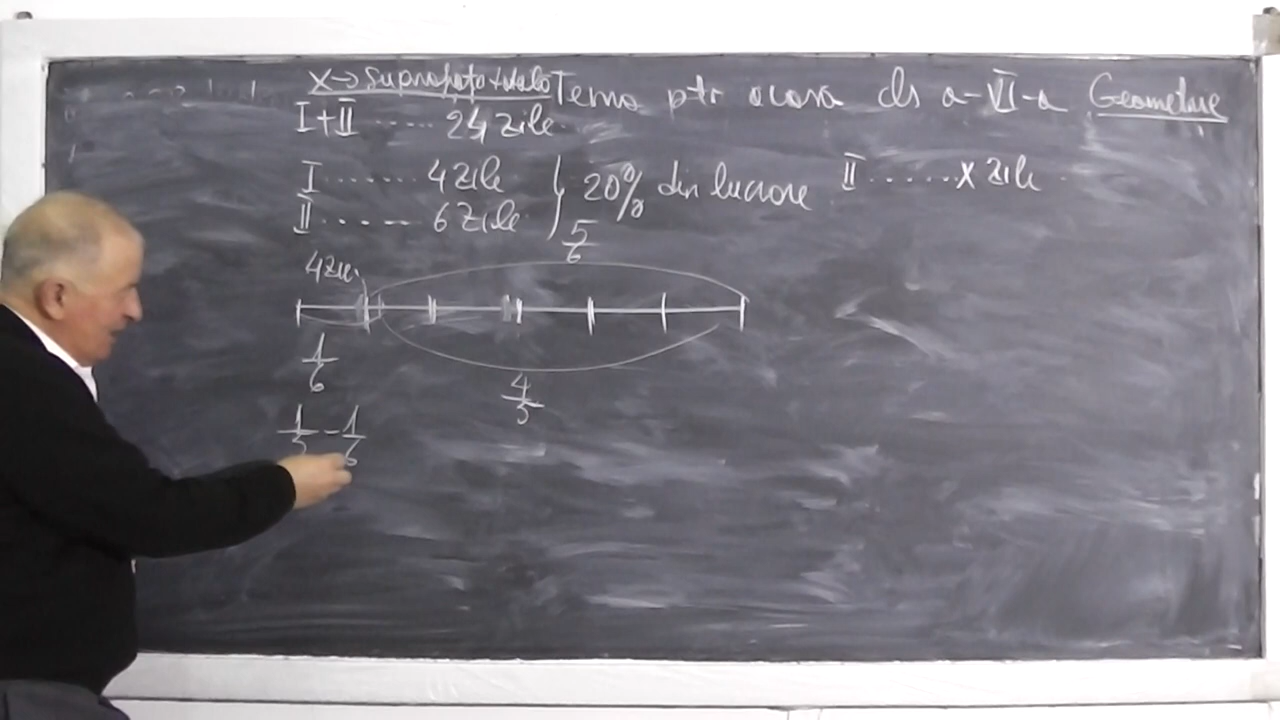 x→ Suprafata totala Tema ptr acasa cls a-VI-a Geometrie
I+II ...... 24 zile
I ....... 4 zile 20% din lucrare II ...... x zile
II ...... 6 zile
5/6
4 zile
1/6
4/5
1/5 - 1/6